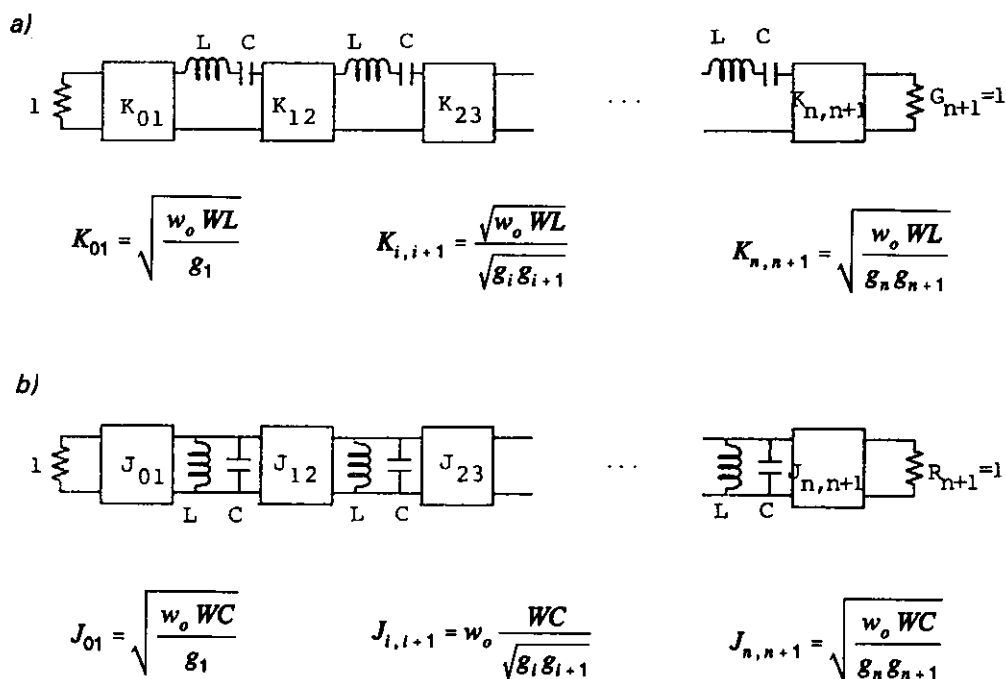 a)
L C L C L C
1 K₀₁ K₁₂ K₂₃ ... Kₙ,ₙ₊₁ Gₙ₊₁=1
K₀₁ = √(wₒ WL / g₁) Kᵢ,ᵢ₊₁ = √(wₒ WL) / √(gᵢ gᵢ₊₁) Kₙ,ₙ₊₁ = √(wₒ WL / gₙ gₙ₊₁)
b)
1 J₀₁ J₁₂ J₂₃ ... Jₙ,ₙ₊₁ Rₙ₊₁=1
L C L C L C
J₀₁ = √(wₒ WC / g₁) Jᵢ,ᵢ₊₁ = wₒ WC / √(gᵢ gᵢ₊₁) Jₙ,ₙ₊₁ = √(wₒ WC / gₙ gₙ₊₁)